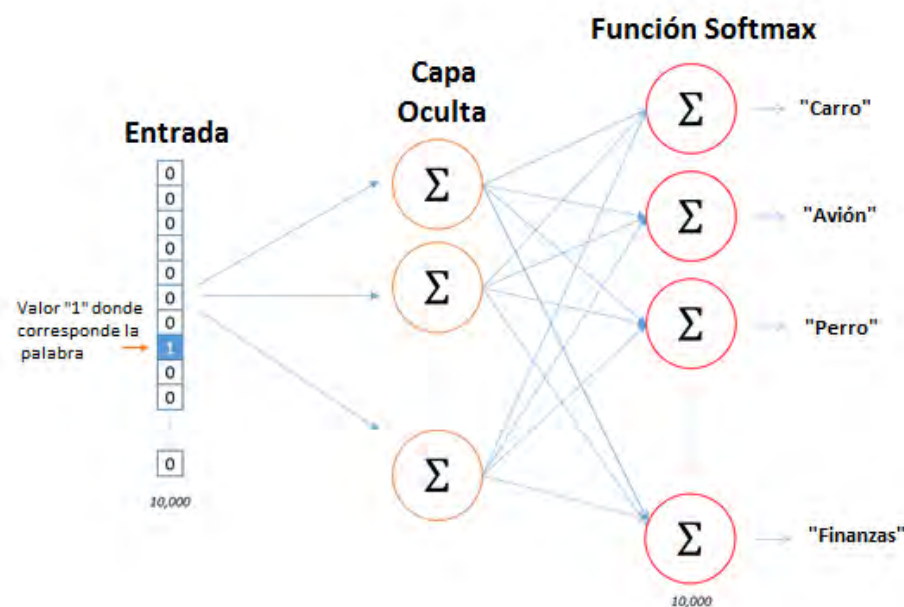 Función Softmax
Capa
Oculta
Entrada
0
0
0
0
0
0
0
1
0
0
0
10,000
Valor "1" donde
corresponde la
palabra
Σ
Σ
Σ
Σ
Σ
Σ
Σ
"Carro"
"Avión"
"Perro"
"Finanzas"
10,000